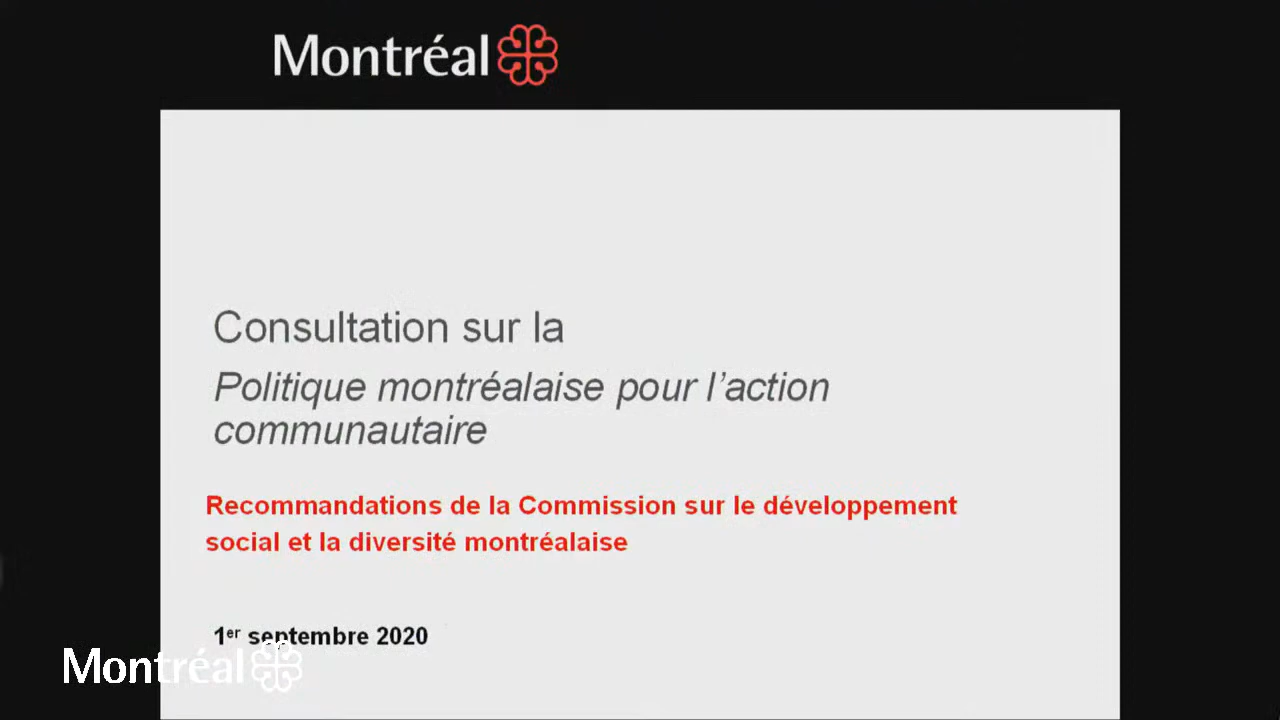 Montréal
Consultation sur la
Politique montréalaise pour l’action
communautaire
Recommandations de la Commission sur le développement
social et la diversité montréalaise
1er septembre 2020
Montréal